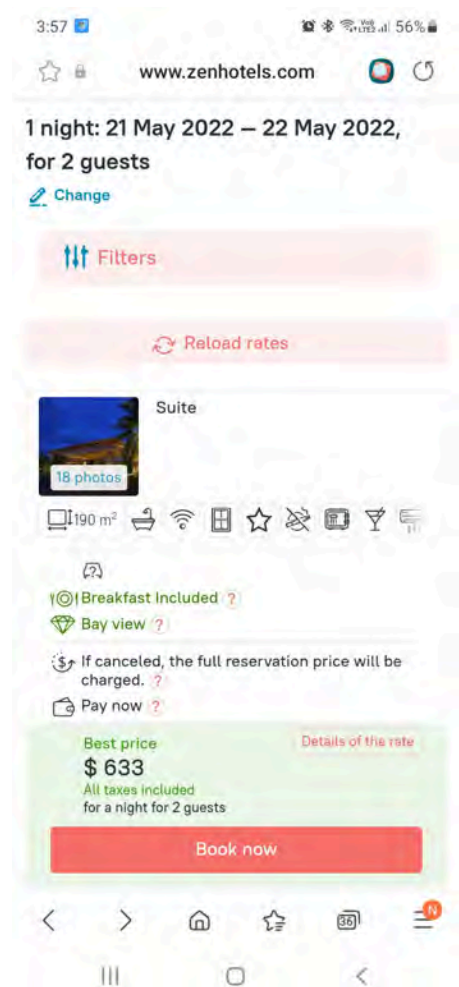 3:57 56%
www.zenhotels.com
1 night: 21 May 2022 – 22 May 2022,
for 2 guests
Change
Filters
Reload rates
Suite
18 photos
190 m²
Breakfast Included ?
Bay view ?
If canceled, the full reservation price will be
charged. ?
Pay now ?
Best price Details of the rate
$ 633
All taxes included
for a night for 2 guests
Book now
36 N